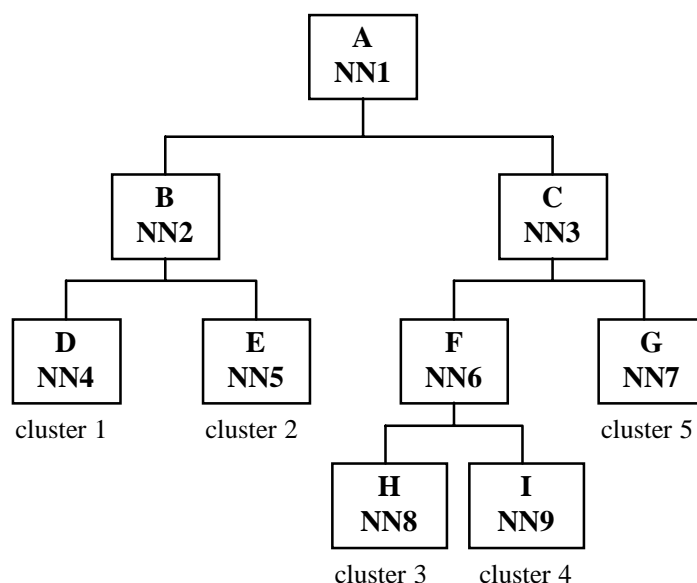 A
NN1
B
NN2
C
NN3
D
NN4
E
NN5
F
NN6
G
NN7
cluster 1
cluster 2
cluster 5
H
NN8
I
NN9
cluster 3
cluster 4